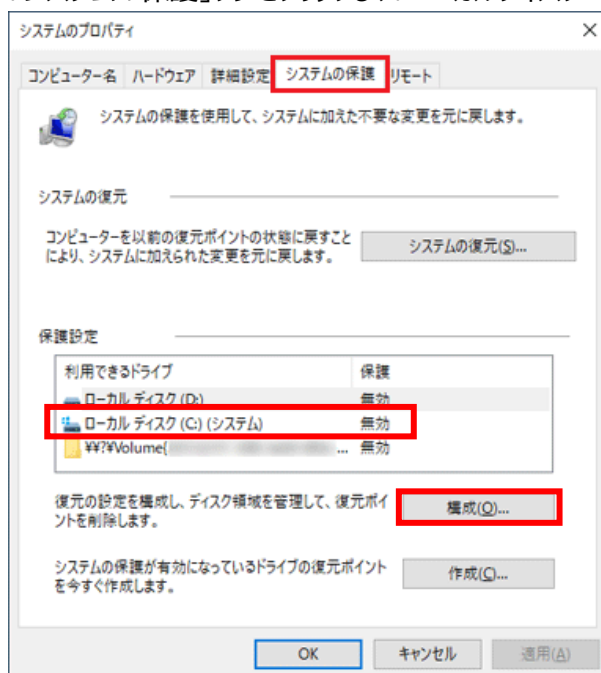 システムのプロパティ
コンピューター名 ハードウェア 詳細設定 システムの保護 リモート
システムの保護を使用して、システムに加えた不要な変更を元に戻します。
システムの復元
コンピューターを以前の復元ポイントの状態に戻すこと
により、システムに加えられた変更を元に戻します。
システムの復元(S)...
保護設定
利用できるドライブ 保護
ローカル ディスク (D:) 無効
ローカル ディスク (C:) (システム) 無効
¥¥?¥Volume{ ... 無効
復元の設定を構成し、ディスク領域を管理して、復元ポイ
ントを削除します。
構成(O)...
システムの保護が有効になっているドライブの復元ポイント
を今すぐ作成します。
作成(C)...
OK キャンセル 適用(A)